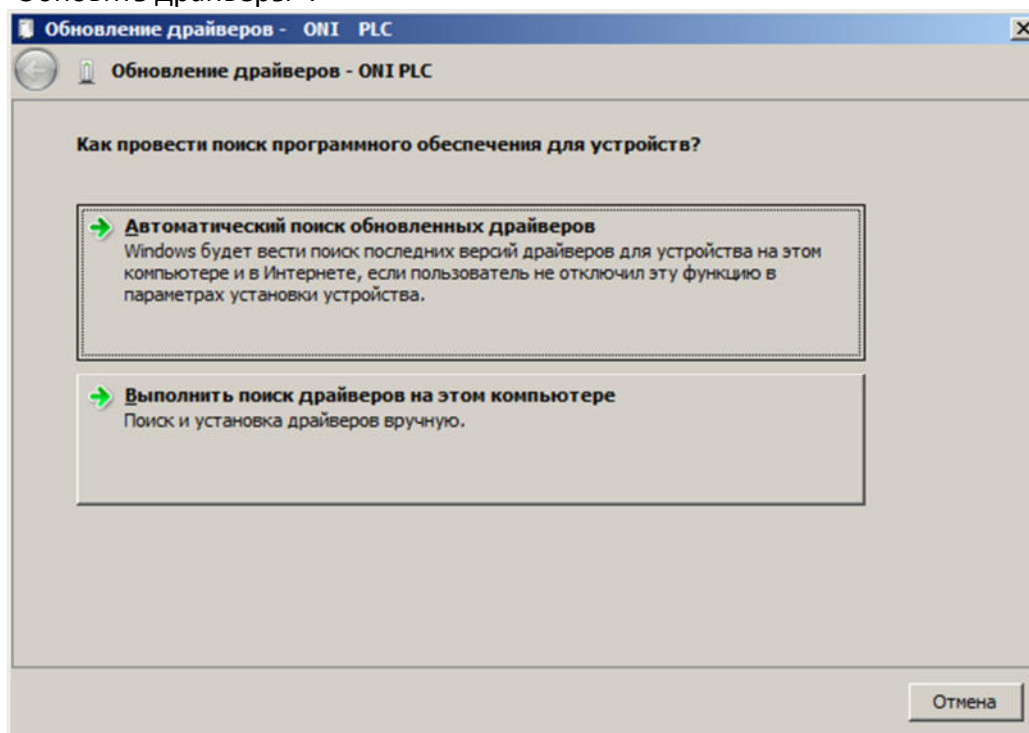 Обновить драйверы".
Обновление драйверов - ONI PLC
Обновление драйверов - ONI PLC
Как провести поиск программного обеспечения для устройств?
Автоматический поиск обновленных драйверов
Windows будет вести поиск последних версий драйверов для устройства на этом
компьютере и в Интернете, если пользователь не отключил эту функцию в
параметрах установки устройства.
Выполнить поиск драйверов на этом компьютере
Поиск и установка драйверов вручную.
Отмена